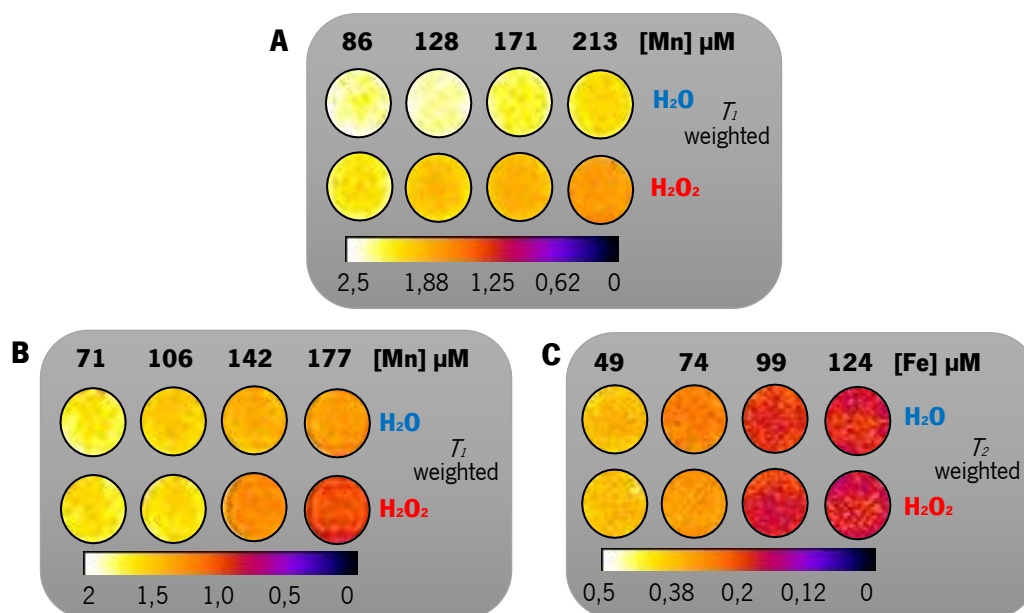 A
86 128 171 213 [Mn] µM
H₂O
T₁
weighted
H₂O₂
2,5 1,88 1,25 0,62 0
B
71 106 142 177 [Mn] µM
H₂O
T₁
weighted
H₂O₂
2 1,5 1,0 0,5 0
C
49 74 99 124 [Fe] µM
H₂O
T₂
weighted
H₂O₂
0,5 0,38 0,2 0,12 0